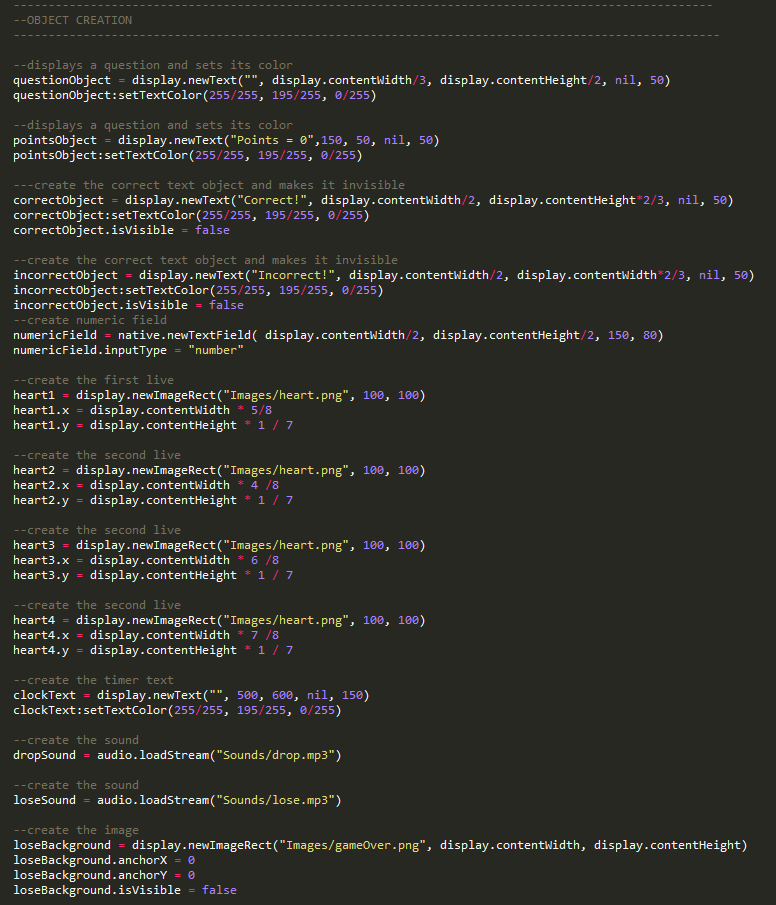 ----------------------------------------------------------------------------------------------------
--OBJECT CREATION
-----------------------------------------------------------------------------------------------------
--displays a question and sets its color
questionObject = display.newText("", display.contentWidth/3, display.contentHeight/2, nil, 50)
questionObject:setTextColor(255/255, 195/255, 0/255)
--displays a question and sets its color
pointsObject = display.newText("Points = 0",150, 50, nil, 50)
pointsObject:setTextColor(255/255, 195/255, 0/255)
---create the correct text object and makes it invisible
correctObject = display.newText("Correct!", display.contentWidth/2, display.contentHeight*2/3, nil, 50)
correctObject:setTextColor(255/255, 195/255, 0/255)
correctObject.isVisible = false
--create the correct text object and makes it invisible
incorrectObject = display.newText("Incorrect!", display.contentWidth/2, display.contentWidth*2/3, nil, 50)
incorrectObject:setTextColor(255/255, 195/255, 0/255)
incorrectObject.isVisible = false
--create numeric field
numericField = native.newTextField( display.contentWidth/2, display.contentHeight/2, 150, 80)
numericField.inputType = "number"
--create the first live
heart1 = display.newImageRect("Images/heart.png", 100, 100)
heart1.x = display.contentWidth * 5/8
heart1.y = display.contentHeight * 1 / 7
--create the second live
heart2 = display.newImageRect("Images/heart.png", 100, 100)
heart2.x = display.contentWidth * 4 /8
heart2.y = display.contentHeight * 1 / 7
--create the second live
heart3 = display.newImageRect("Images/heart.png", 100, 100)
heart3.x = display.contentWidth * 6 /8
heart3.y = display.contentHeight * 1 / 7
--create the second live
heart4 = display.newImageRect("Images/heart.png", 100, 100)
heart4.x = display.contentWidth * 7 /8
heart4.y = display.contentHeight * 1 / 7
--create the timer text
clockText = display.newText("", 500, 600, nil, 150)
clockText:setTextColor(255/255, 195/255, 0/255)
--create the sound
dropSound = audio.loadStream("Sounds/drop.mp3")
--create the sound
loseSound = audio.loadStream("Sounds/lose.mp3")
--create the image
loseBackground = display.newImageRect("Images/gameOver.png", display.contentWidth, display.contentHeight)
loseBackground.anchorX = 0
loseBackground.anchorY = 0
loseBackground.isVisible = false